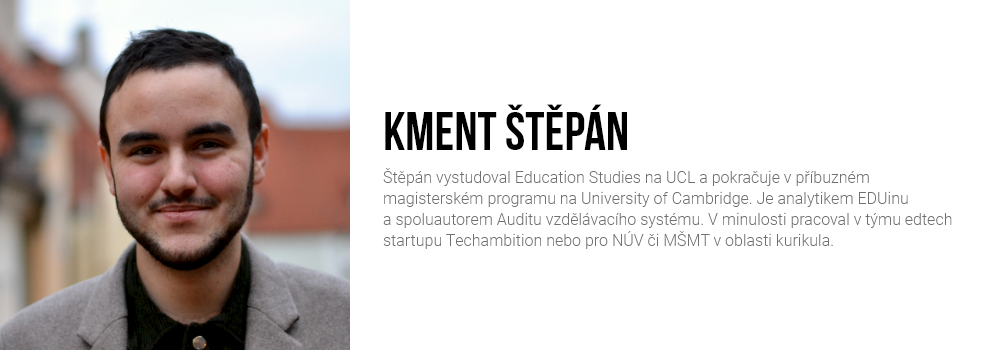 KMENT ŠTĚPÁN
Štěpán vystudoval Education Studies na UCL a pokračuje v příbuzném
magisterském programu na University of Cambridge. Je analytikem EDUinu
a spoluautorem Auditu vzdělávacího systému. V minulosti pracoval v týmu edtech
startupu Techambition nebo pro NÚV či MŠMT v oblasti kurikula.